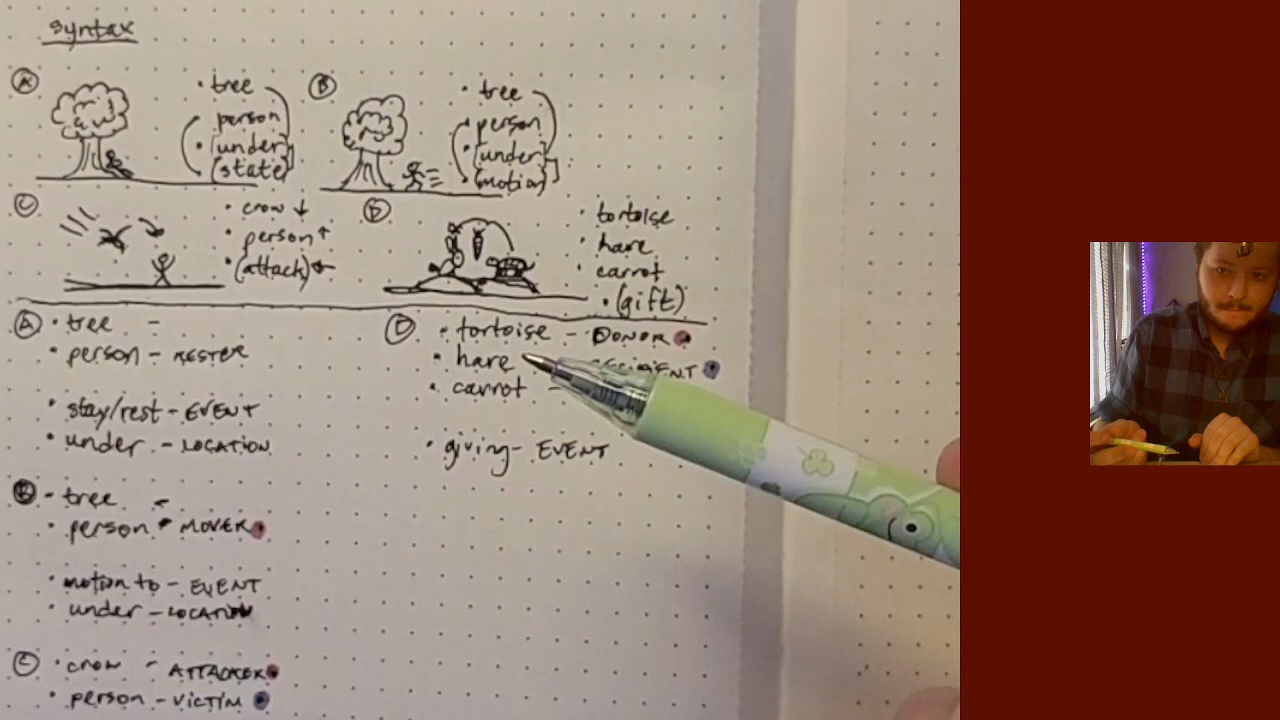 syntax
A
• tree
person
• [under]
(state)
B
• tree
• person
• [under]
• (motion)
C
• crow ↓
• person ↑
• (attack)
D
• tortoise
• hare
• carrot
• (gift)
A • tree –
• person – RESTER
• stay/rest – EVENT
• under – LOCATION
B – tree –
• person – MOVER
• motion to – EVENT
• under – LOCATION
C • crow – ATTACKER
• person – VICTIM
D • tortoise – DONOR
• hare
• carrot –
• giving – EVENT